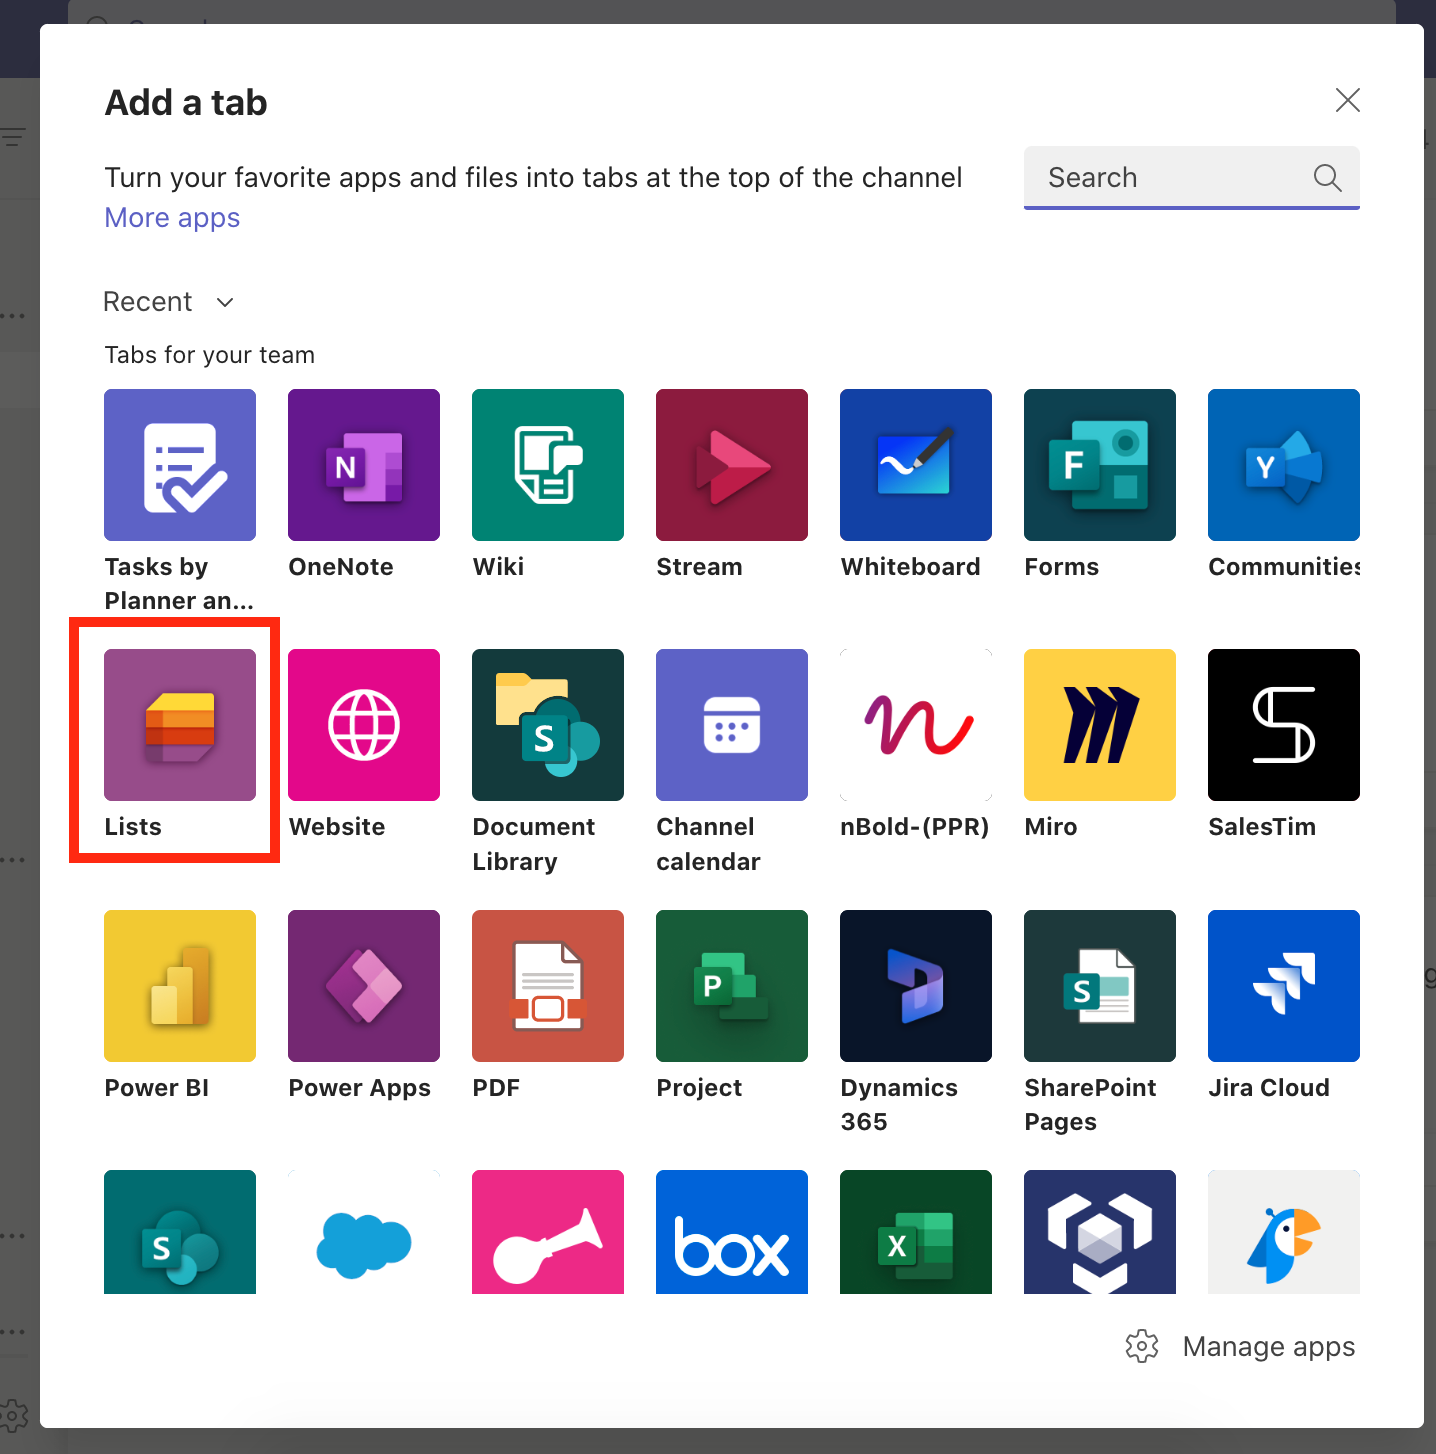 Add a tab
Turn your favorite apps and files into tabs at the top of the channel
More apps
Search
Recent
Tabs for your team
N
F
Y
Tasks by
Planner an...
OneNote
Wiki
Stream
Whiteboard
Forms
Communities
S
Lists
Website
Document
Library
Channel
calendar
nBold-(PPR)
Miro
SalesTim
P
S
Power BI
Power Apps
PDF
Project
Dynamics
365
SharePoint
Pages
Jira Cloud
S
box
X
Manage apps